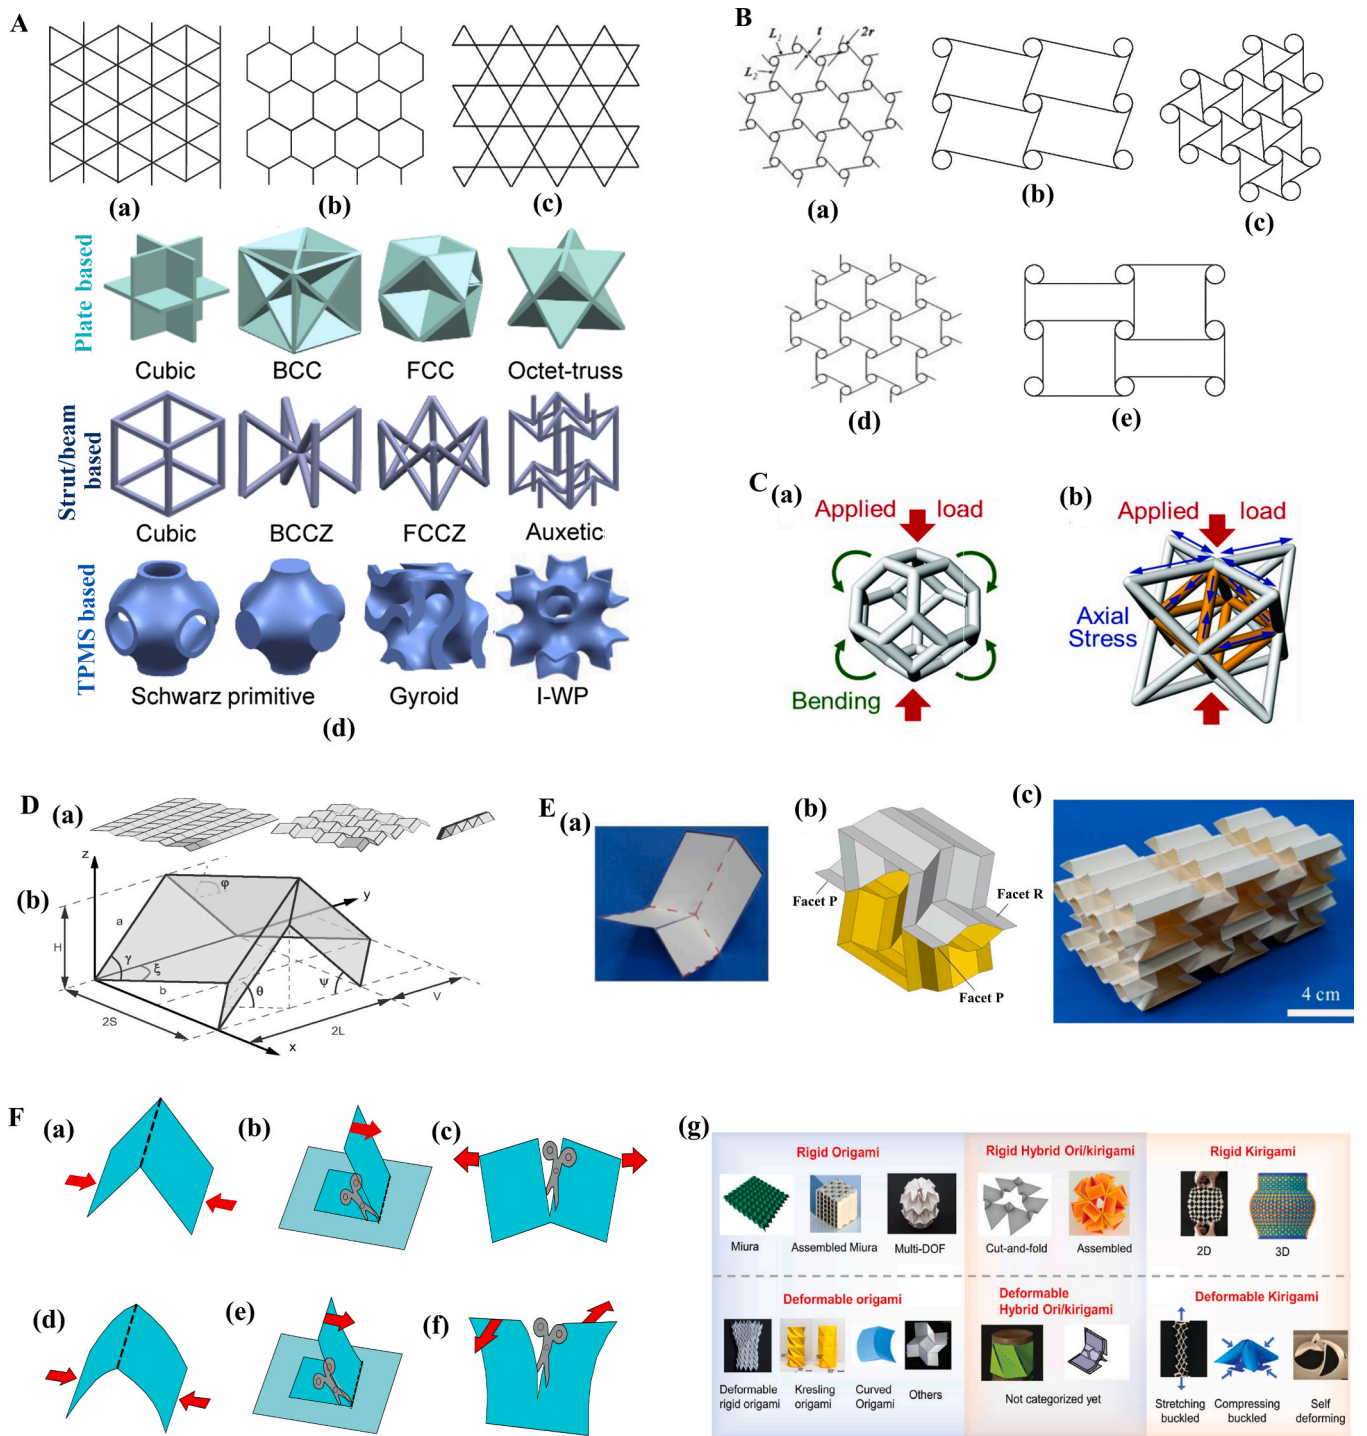 A
(a)
(b)
(c)
Plate based
Cubic
BCC
FCC
Octet-truss
Strut/beam
based
Cubic
BCCZ
FCCZ
Auxetic
TPMS based
Schwarz primitive
Gyroid
I-WP
(d)
B
L1
t
2r
L2
(a)
(b)
(c)
(d)
(e)
C
(a)
Applied load
Bending
(b)
Applied load
Axial
Stress
D
(a)
(b)
z
φ
y
a
H
γ
ξ
b
θ
ψ
V
2S
2L
x
E
(a)
(b)
Facet P
Facet R
Facet P
(c)
4 cm
F
(a)
(b)
(c)
(d)
(e)
(f)
(g)
Rigid Origami
Miura
Assembled Miura
Multi-DOF
Rigid Hybrid Ori/kirigami
Cut-and-fold
Assembled
Rigid Kirigami
2D
3D
Deformable origami
Deformable
rigid origami
Kresling
origami
Curved
Origami
Others
Deformable
Hybrid Ori/kirigami
Not categorized yet
Deformable Kirigami
Stretching
buckled
Compressing
buckled
Self
deforming